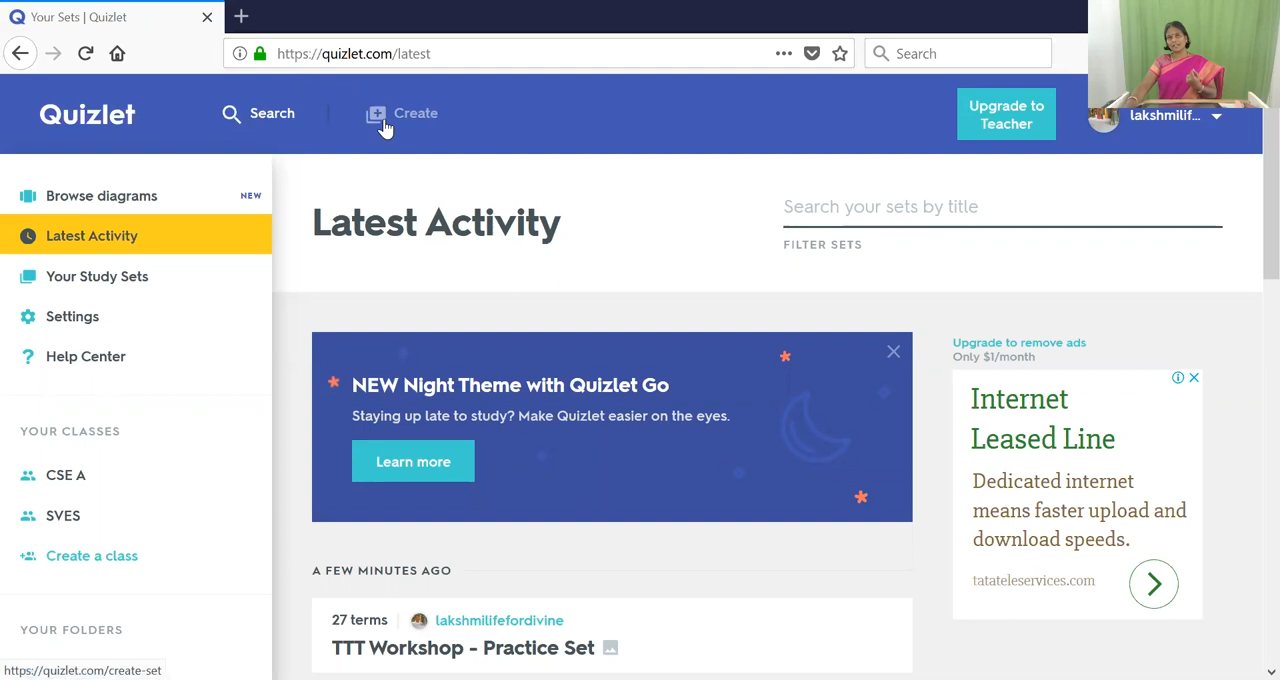 Your Sets | Quizlet
https://quizlet.com/latest
Search
Quizlet
Search
Create
Upgrade to
Teacher
lakshmilif...
Browse diagrams
NEW
Latest Activity
Your Study Sets
Settings
Help Center
YOUR CLASSES
CSE A
SVES
Create a class
YOUR FOLDERS
https://quizlet.com/create-set
Latest Activity
Search your sets by title
FILTER SETS
NEW Night Theme with Quizlet Go
Staying up late to study? Make Quizlet easier on the eyes.
Learn more
A FEW MINUTES AGO
27 terms
lakshmilifefordivine
TTT Workshop - Practice Set
Upgrade to remove ads
Only $1/month
Internet
Leased Line
Dedicated internet
means faster upload and
download speeds.
tatateleservices.com